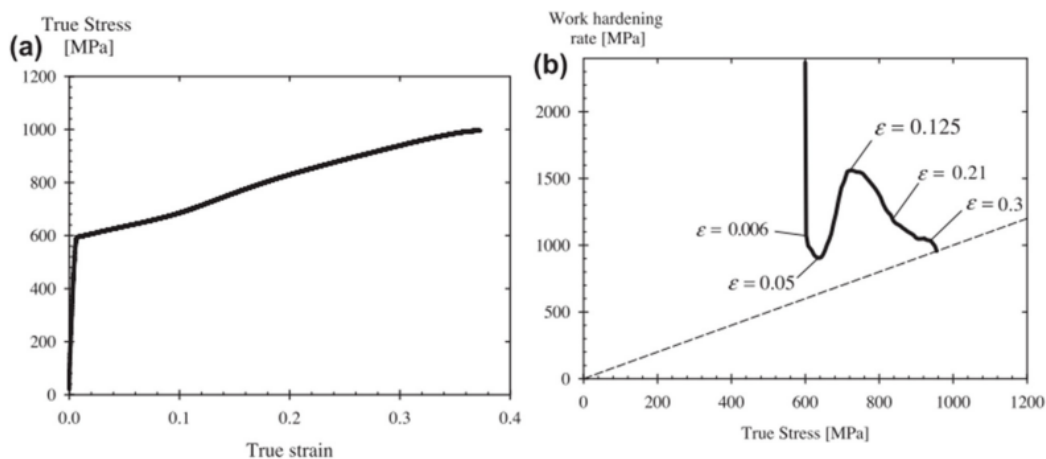 (a)
True Stress
[MPa]
1200
1000
800
600
400
200
0
0.0
0.1
0.2
0.3
0.4
True strain
(b)
Work hardening
rate [MPa]
2000
1500
1000
500
0
ε = 0.125
ε = 0.21
ε = 0.3
ε = 0.006
ε = 0.05
0
200
400
600
800
1000
1200
True Stress [MPa]